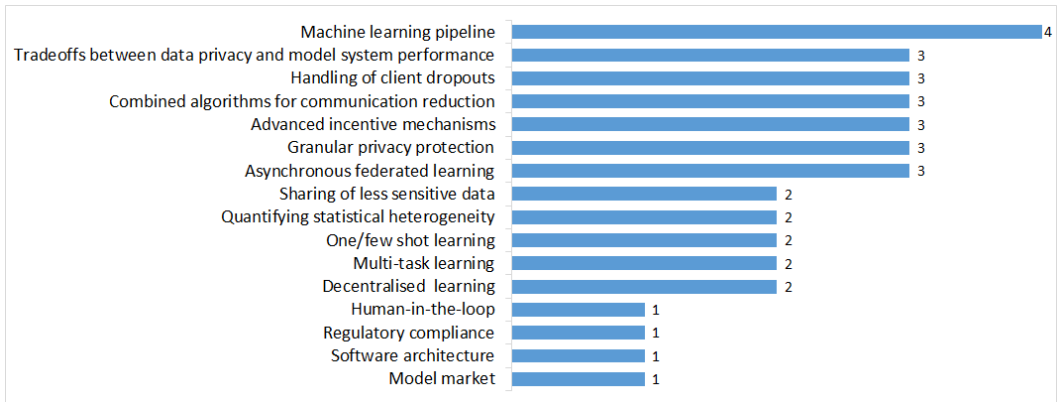 Machine learning pipeline 4
Tradeoffs between data privacy and model system performance 3
Handling of client dropouts 3
Combined algorithms for communication reduction 3
Advanced incentive mechanisms 3
Granular privacy protection 3
Asynchronous federated learning 3
Sharing of less sensitive data 2
Quantifying statistical heterogeneity 2
One/few shot learning 2
Multi-task learning 2
Decentralised learning 2
Human-in-the-loop 1
Regulatory compliance 1
Software architecture 1
Model market 1